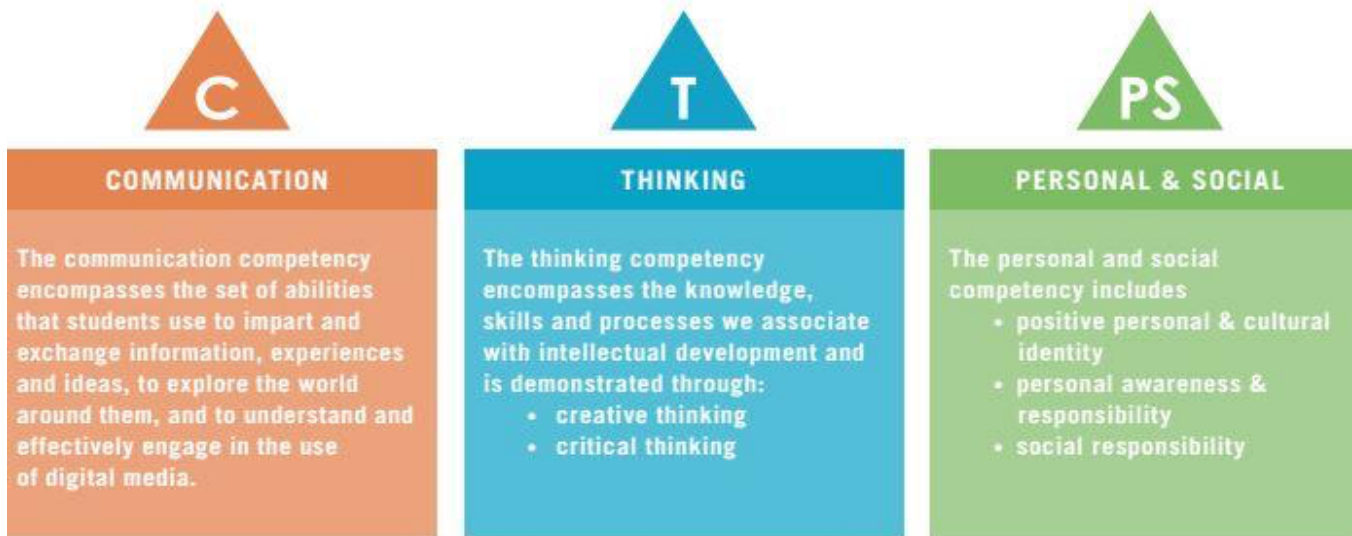 C
COMMUNICATION
The communication competency
encompasses the set of abilities
that students use to impart and
exchange information, experiences
and ideas, to explore the world
around them, and to understand and
effectively engage in the use
of digital media.
T
THINKING
The thinking competency
encompasses the knowledge,
skills and processes we associate
with intellectual development and
is demonstrated through:
• creative thinking
• critical thinking
PS
PERSONAL & SOCIAL
The personal and social
competency includes
• positive personal & cultural
identity
• personal awareness &
responsibility
• social responsibility